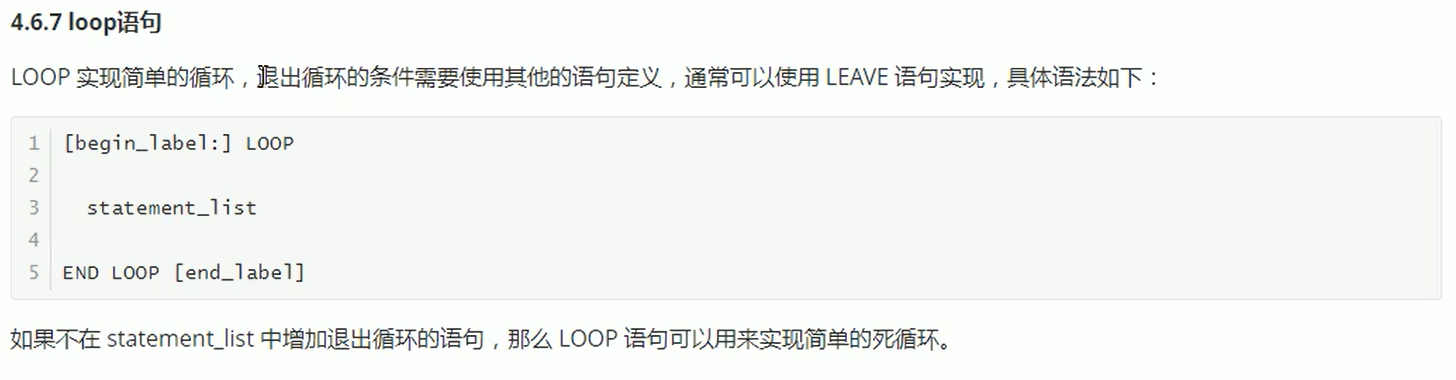 4.6.7 loop语句
LOOP 实现简单的循环，退出循环的条件需要使用其他的语句定义，通常可以使用 LEAVE 语句实现，具体语法如下：
1 [begin_label:] LOOP
2
3 statement_list
4
5 END LOOP [end_label]
如果不在 statement_list 中增加退出循环的语句，那么 LOOP 语句可以用来实现简单的死循环。